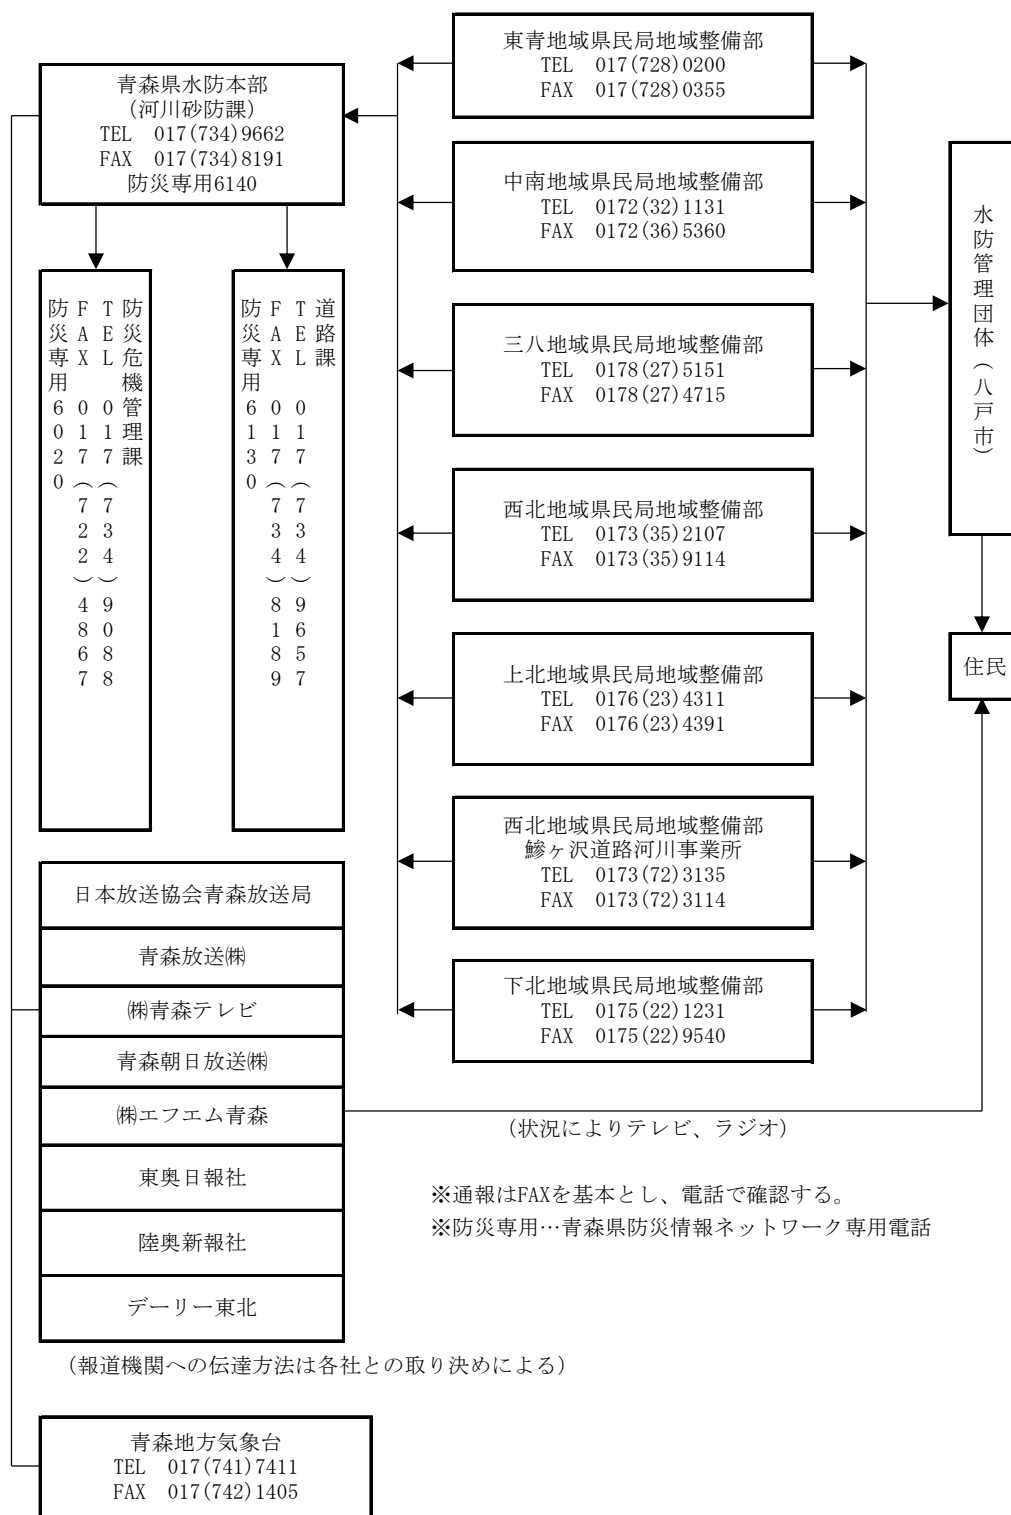 青森県水防本部
（河川砂防課）
TEL　017(734)9662
FAX　017(734)8191
防災専用6140
防災危機管理課
TEL　017（734）9088
FAX　017（722）4867
防災専用6020
道路課
TEL　017（734）9657
FAX　017（734）8189
防災専用6130
東青地域県民局地域整備部
TEL　017(728)0200
FAX　017(728)0355
中南地域県民局地域整備部
TEL　0172(32)1131
FAX　0172(36)5360
三八地域県民局地域整備部
TEL　0178(27)5151
FAX　0178(27)4715
西北地域県民局地域整備部
TEL　0173(35)2107
FAX　0173(35)9114
上北地域県民局地域整備部
TEL　0176(23)4311
FAX　0176(23)4391
西北地域県民局地域整備部
鰺ヶ沢道路河川事業所
TEL　0173(72)3135
FAX　0173(72)3114
下北地域県民局地域整備部
TEL　0175(22)1231
FAX　0175(22)9540
水防管理団体（八戸市）
住民
日本放送協会青森放送局
青森放送㈱
㈱青森テレビ
青森朝日放送㈱
㈱エフエム青森
東奥日報社
陸奥新報社
デーリー東北
（状況によりテレビ、ラジオ）
※通報はFAXを基本とし、電話で確認する。
※防災専用…青森県防災情報ネットワーク専用電話
（報道機関への伝達方法は各社との取り決めによる）
青森地方気象台
TEL　017(741)7411
FAX　017(742)1405